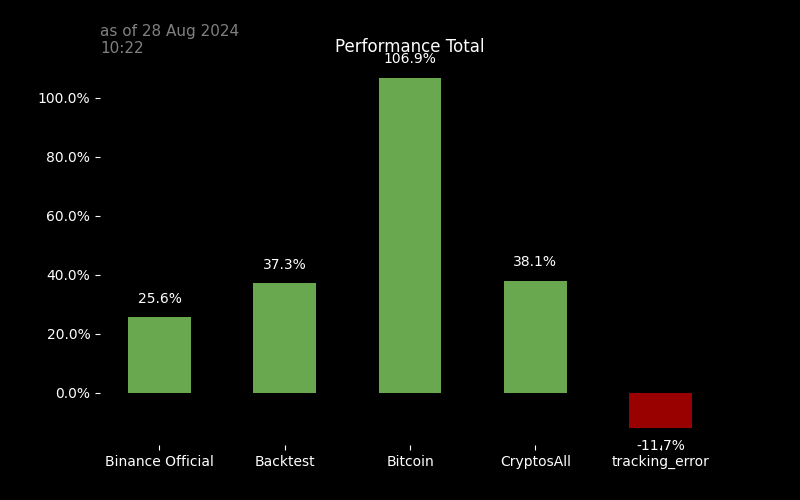 as of 28 Aug 2024
10:22
Performance Total
106.9%
100.0%
80.0%
60.0%
40.0%
20.0%
0.0%
25.6%
37.3%
38.1%
-11.7%
Binance Official
Backtest
Bitcoin
CryptosAll
tracking_error